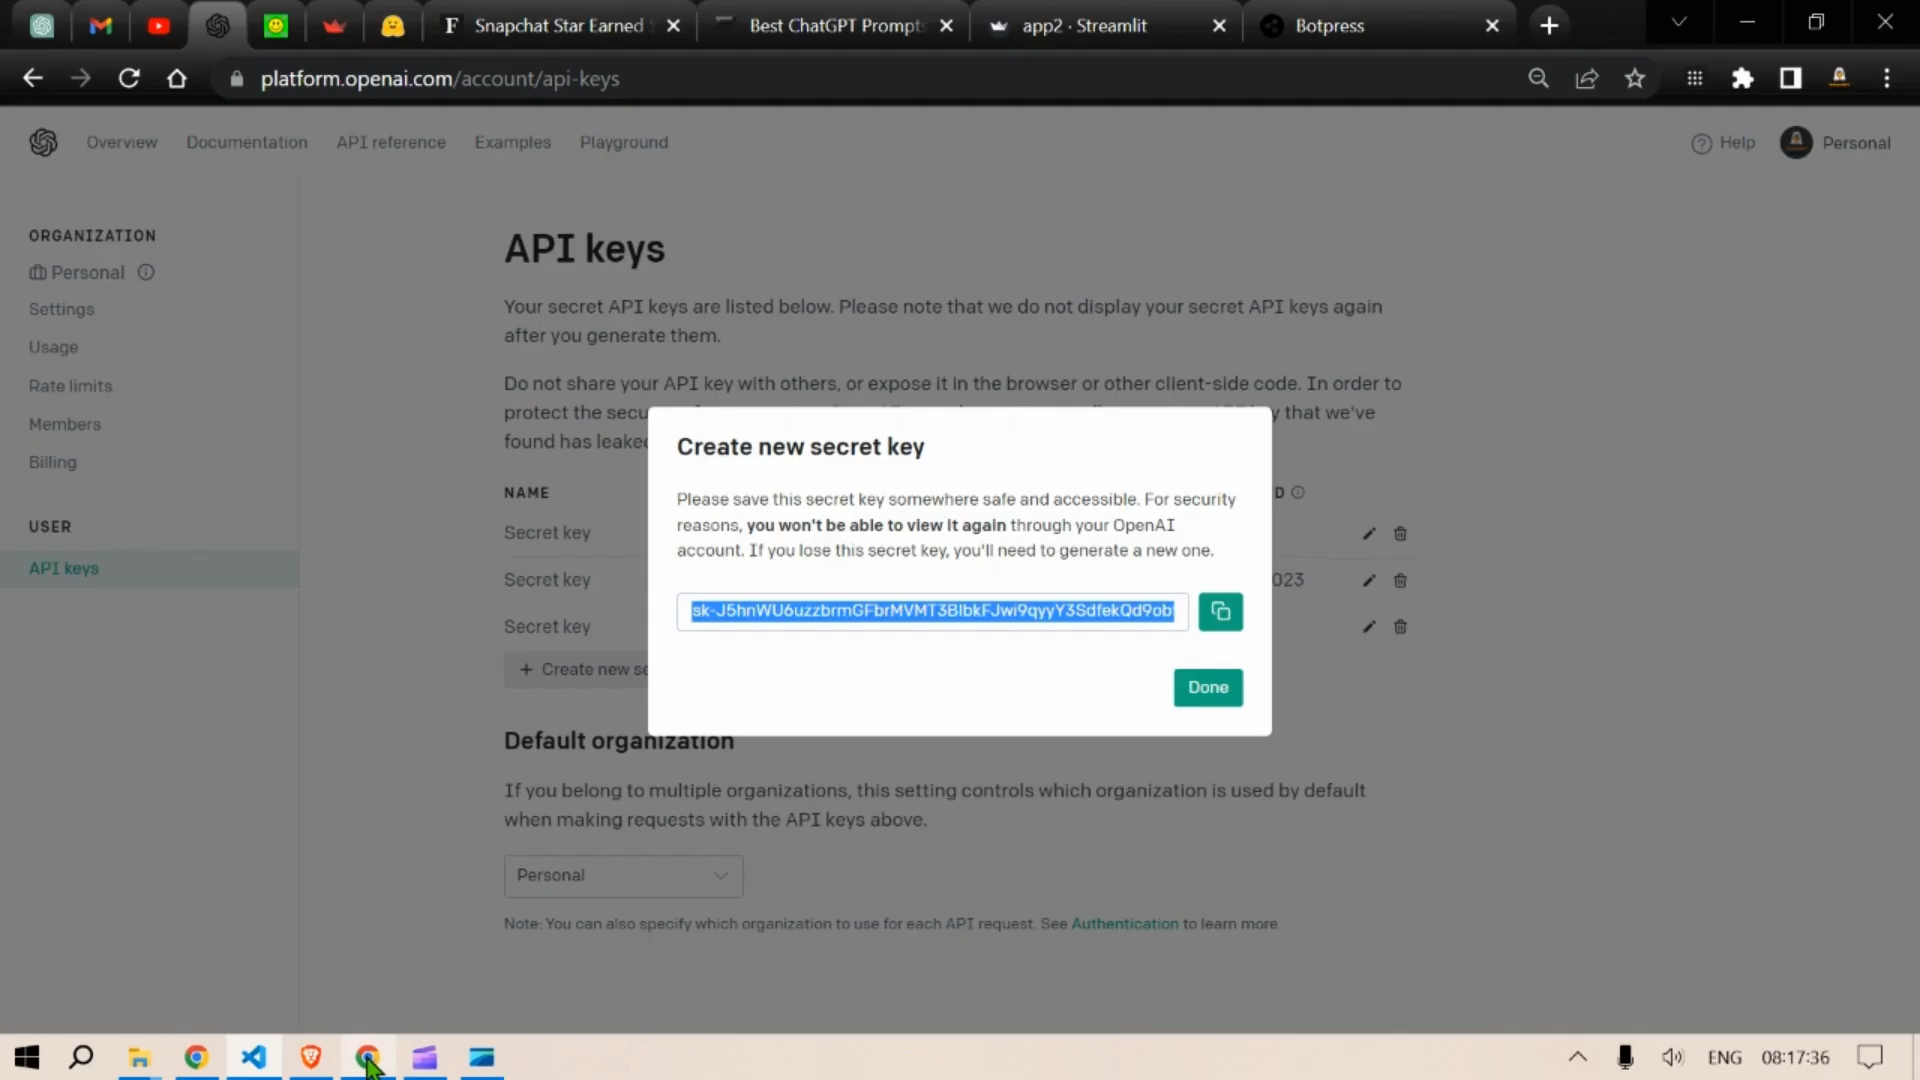 Snapchat Star Earned
Best ChatGPT Prompts
app2 · Streamlit
Botpress
platform.openai.com/account/api-keys
Overview
Documentation
API reference
Examples
Playground
Help
Personal
ORGANIZATION
Personal
Settings
Usage
Rate limits
Members
Billing
USER
API keys
API keys
Your secret API keys are listed below. Please note that we do not display your secret API keys again
after you generate them.
Do not share your API key with others, or expose it in the browser or other client-side code. In order to
protect the secu
y that we've
found has leaked
NAME
D
Secret key
Secret key
023
Secret key
+ Create new se
Create new secret key
Please save this secret key somewhere safe and accessible. For security
reasons, you won't be able to view it again through your OpenAI
account. If you lose this secret key, you'll need to generate a new one.
sk-J5hnWU6uzzbrmGFbrMVMT3BlbkFJwi9qyyY3SdfekQd9ob
Done
Default organization
If you belong to multiple organizations, this setting controls which organization is used by default
when making requests with the API keys above.
Personal
Note: You can also specify which organization to use for each API request. See Authentication to learn more.
ENG
08:17:36